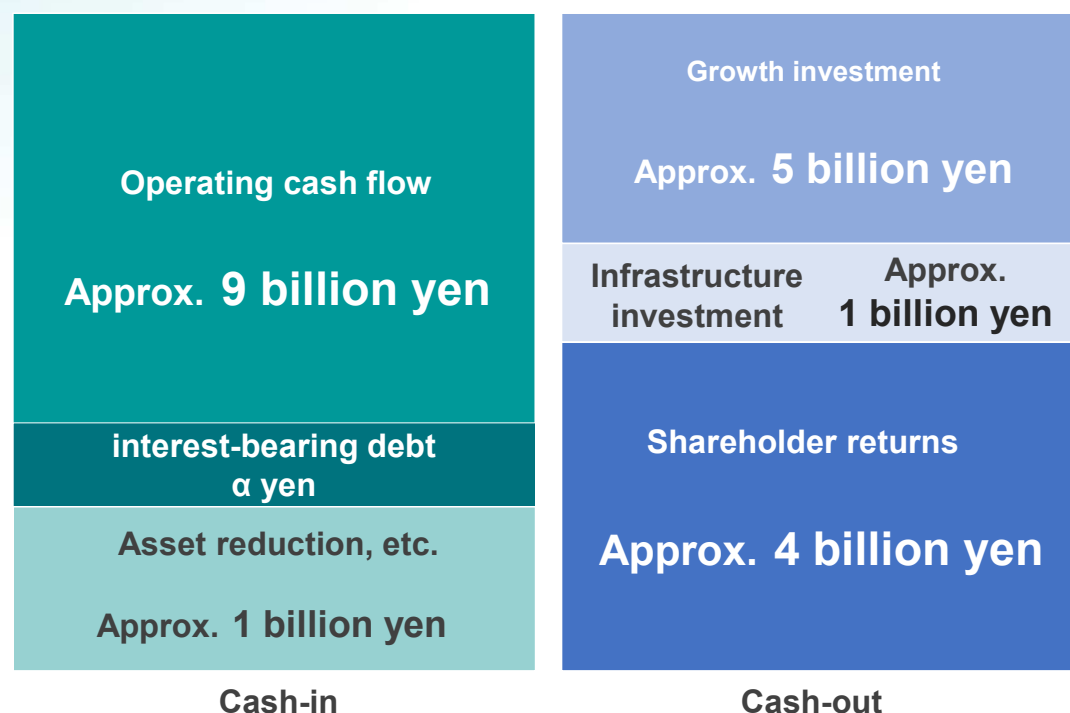 Operating cash flow
Approx. 9 billion yen
interest-bearing debt
α yen
Asset reduction, etc.
Approx. 1 billion yen
Cash-in
Growth investment
Approx. 5 billion yen
Infrastructure
investment
Approx.
1 billion yen
Shareholder returns
Approx. 4 billion yen
Cash-out